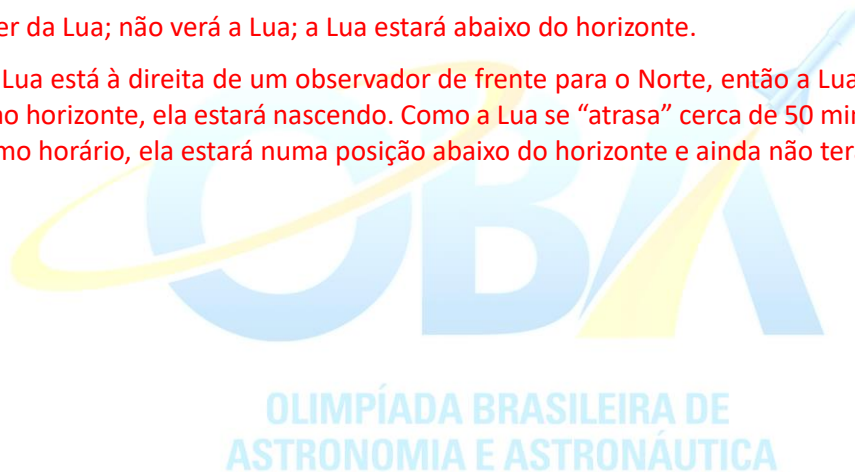 er da Lua; não verá a Lua; a Lua estará abaixo do horizonte.
Lua está à direita de um observador de frente para o Norte, então a Lua
no horizonte, ela estará nascendo. Como a Lua se “atrasa” cerca de 50 min
mo horário, ela estará numa posição abaixo do horizonte e ainda não ter
OBA
OLIMPÍADA BRASILEIRA DE
ASTRONOMIA E ASTRONÁUTICA